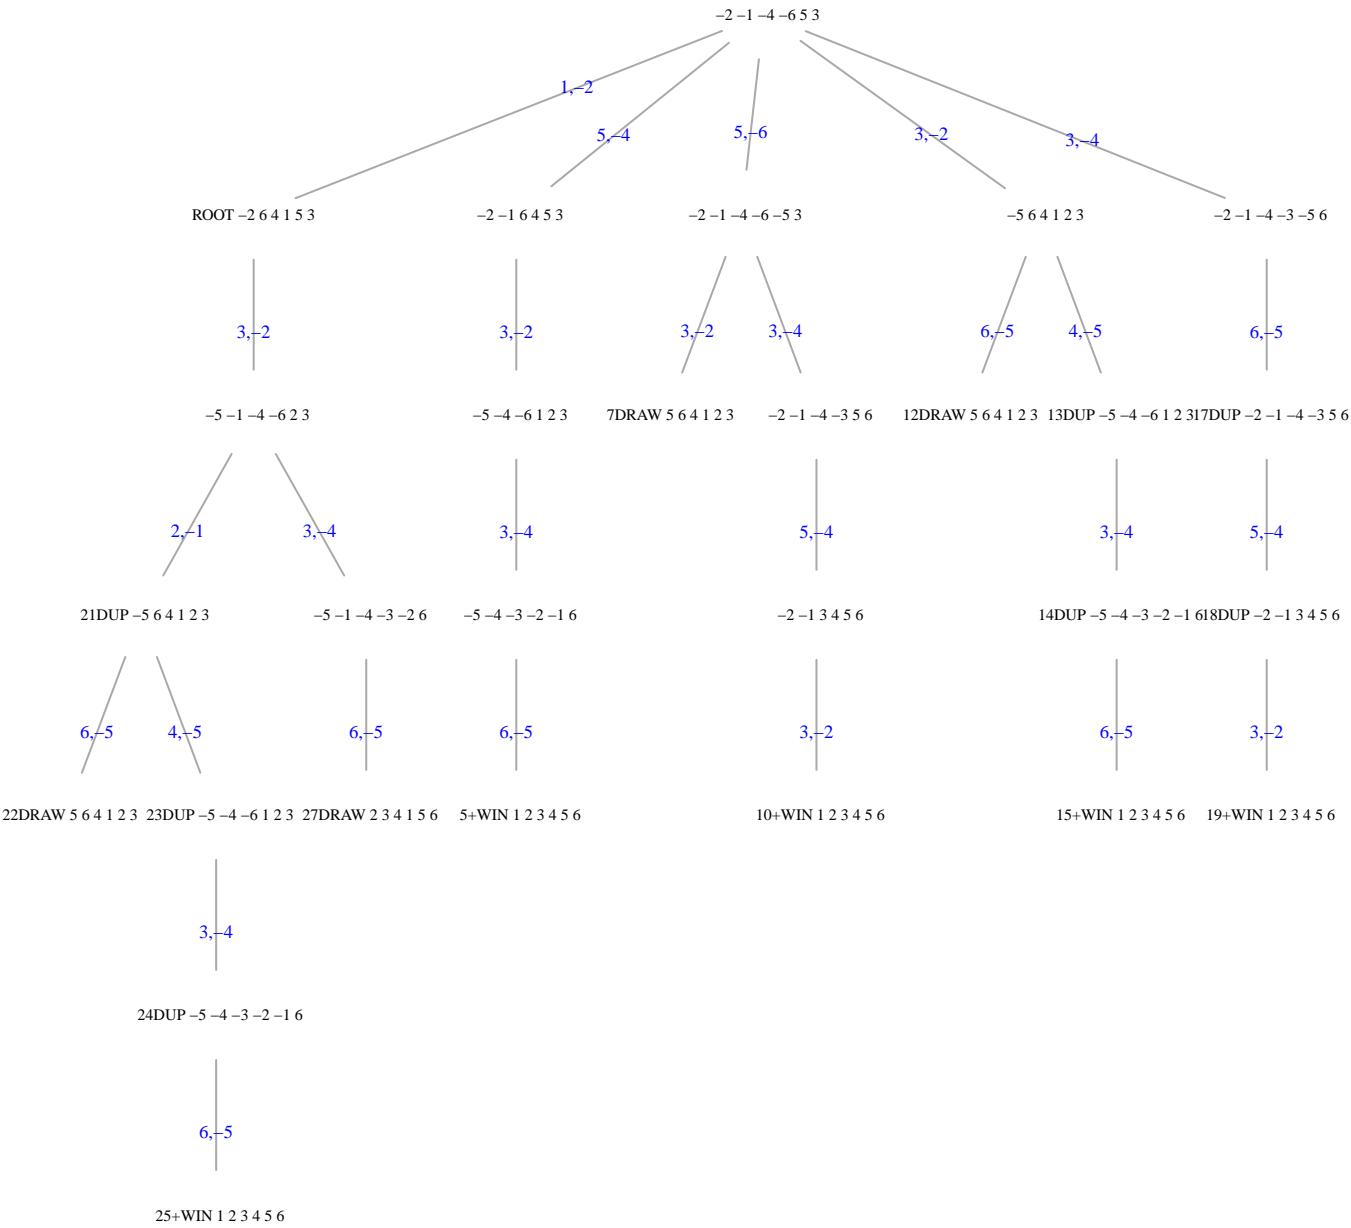 −2 −1 −4 −6 5 3
1,−2
5,−4
5,−6
3,−2
3,−4
ROOT −2 6 4 1 5 3
−2 −1 6 4 5 3
−2 −1 −4 −6 −5 3
−5 6 4 1 2 3
−2 −1 −4 −3 −5 6
3,−2
3,−2
3,−2
3,−4
6,−5
4,−5
6,−5
−5 −1 −4 −6 2 3
−5 −4 −6 1 2 3
7DRAW 5 6 4 1 2 3
−2 −1 −4 −3 5 6
12DRAW 5 6 4 1 2 3
13DUP −5 −4 −6 1 2 3
17DUP −2 −1 −4 −3 5 6
2,−1
3,−4
3,−4
5,−4
3,−4
5,−4
21DUP −5 6 4 1 2 3
−5 −1 −4 −3 −2 6
−5 −4 −3 −2 −1 6
−2 −1 3 4 5 6
14DUP −5 −4 −3 −2 −1 6
18DUP −2 −1 3 4 5 6
6,−5
4,−5
6,−5
6,−5
3,−2
6,−5
3,−2
22DRAW 5 6 4 1 2 3
23DUP −5 −4 −6 1 2 3
27DRAW 2 3 4 1 5 6
5+WIN 1 2 3 4 5 6
10+WIN 1 2 3 4 5 6
15+WIN 1 2 3 4 5 6
19+WIN 1 2 3 4 5 6
3,−4
24DUP −5 −4 −3 −2 −1 6
6,−5
25+WIN 1 2 3 4 5 6